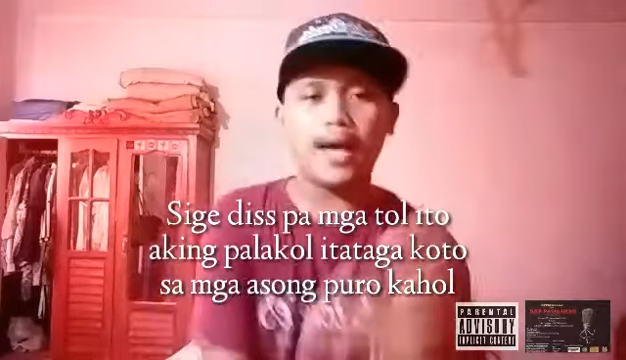 Sige diss pa mga tol ito
aking palakol itataga koto
sa mga asong puro kahol
PARENTAL
ADVISORY
EXPLICIT CONTENT